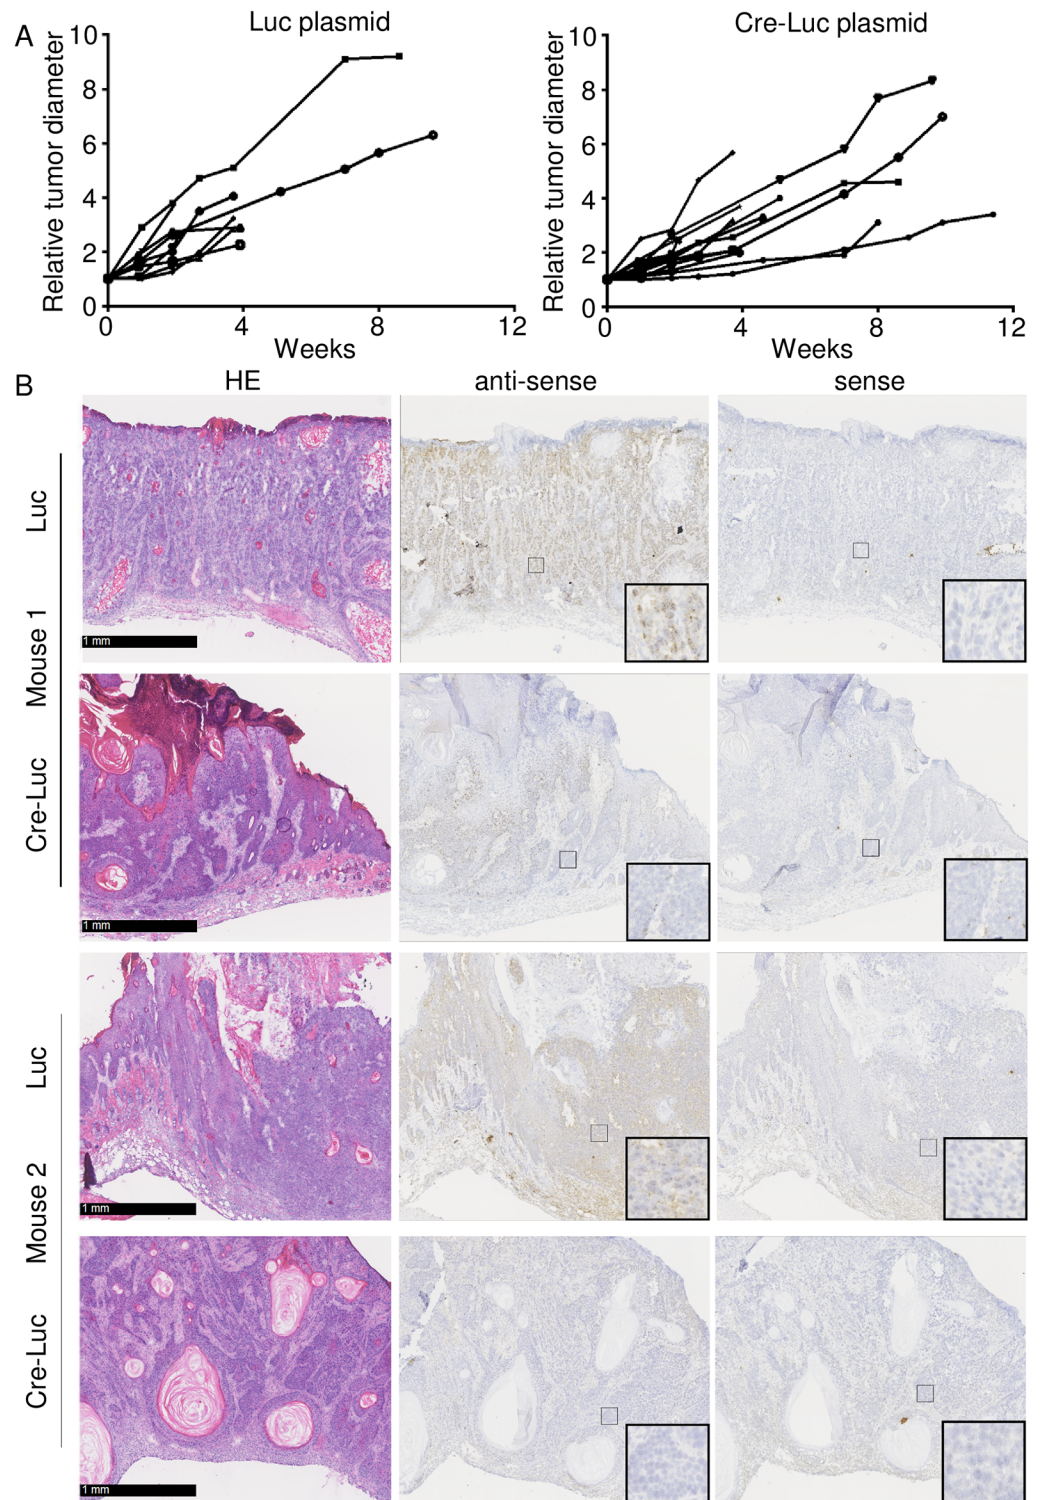 A
Luc plasmid
Cre-Luc plasmid
Relative tumor diameter
10
8
6
4
2
0
0 4 8 12
Weeks
Relative tumor diameter
10
8
6
4
2
0
0 4 8 12
Weeks
B
HE anti-sense sense
Mouse 1
Luc
1 mm
Cre-Luc
1 mm
Mouse 2
Luc
1 mm
Cre-Luc
1 mm